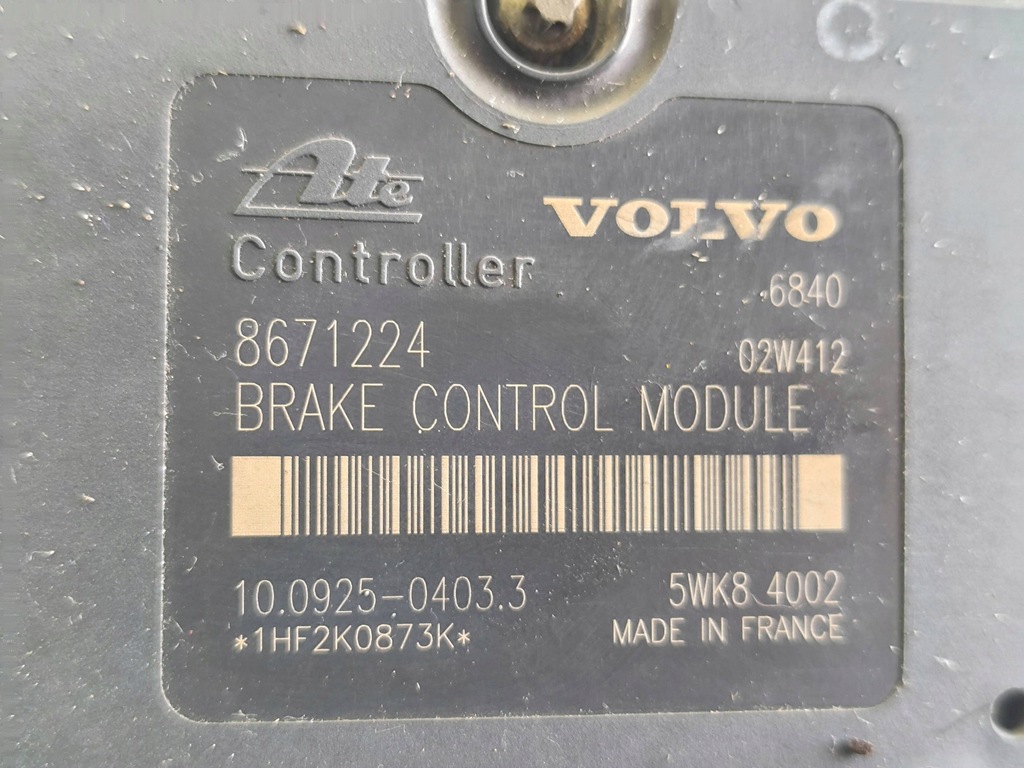 Ate
VOLVO
Controller
6840
8671224
02W412
BRAKE CONTROL MODULE
10.0925-0403.3
5WK8 4002
*1HF2K0873K*
MADE IN FRANCE